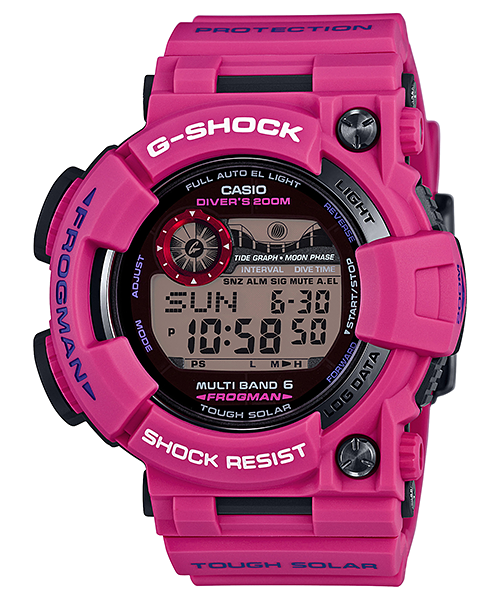 PROTECTION
G-SHOCK
FULL AUTO EL LIGHT
CASIO
DIVER'S 200M
LIGHT
REVERSE
TIDE GRAPH • MOON PHASE
INTERVAL DIVE TIME
SNZ ALM SIG MUTE A.EL
FROGMAN
ADJUST
MODE
START/STOP
SUN 6-30
P 10:58 50
L M H
FORWARD
LOG DATA
MULTI BAND 6
FROGMAN
TOUGH SOLAR
SHOCK RESIST
TOUGH SOLAR